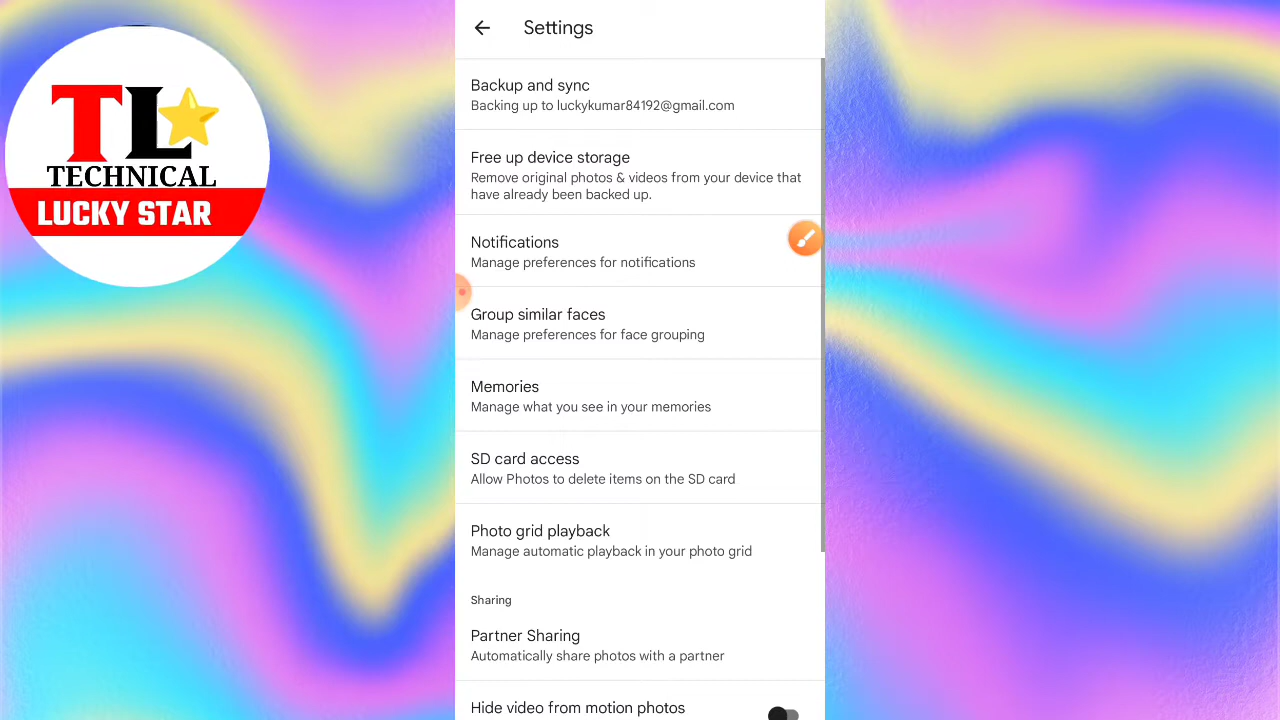 TL
TECHNICAL
LUCKY STAR
Settings
Backup and sync
Backing up to luckykumar84192@gmail.com
Free up device storage
Remove original photos & videos from your device that
have already been backed up.
Notifications
Manage preferences for notifications
Group similar faces
Manage preferences for face grouping
Memories
Manage what you see in your memories
SD card access
Allow Photos to delete items on the SD card
Photo grid playback
Manage automatic playback in your photo grid
Sharing
Partner Sharing
Automatically share photos with a partner
Hide video from motion photos